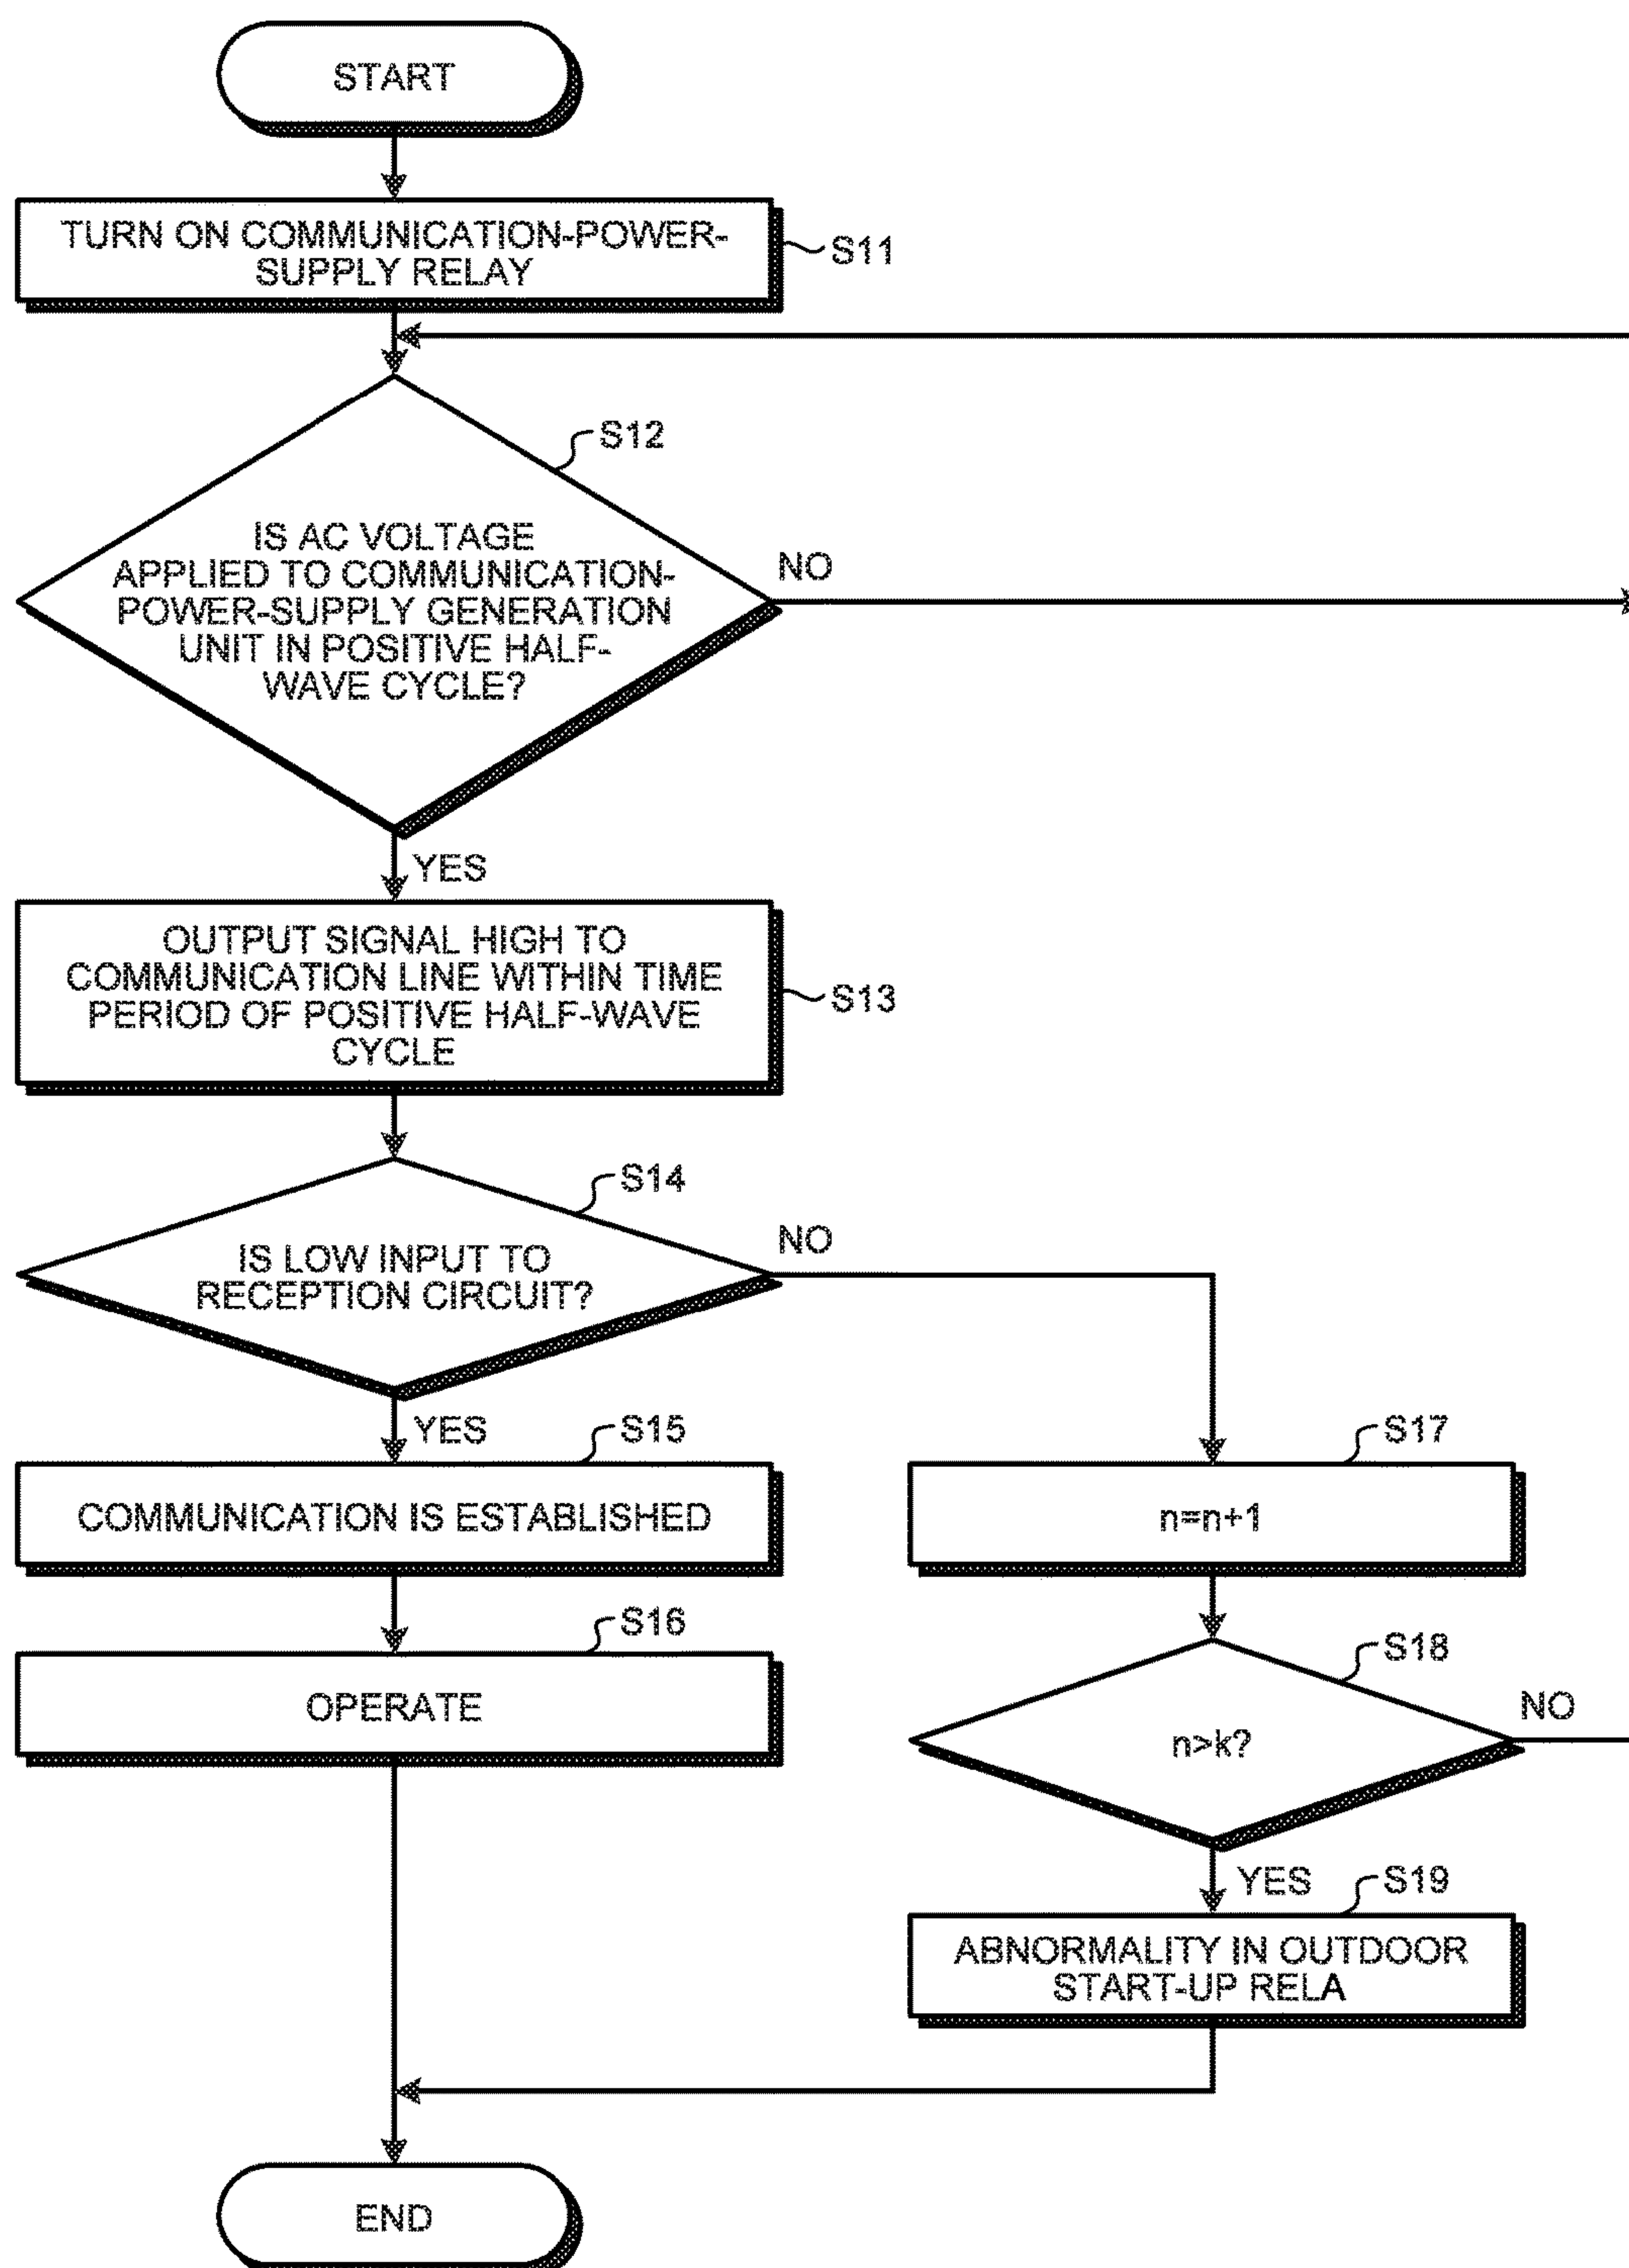 START
TURN ON COMMUNICATION-POWER-
SUPPLY RELAY
S11
S12
IS AC VOLTAGE
APPLIED TO COMMUNICATION-
POWER-SUPPLY GENERATION
UNIT IN POSITIVE HALF-
WAVE CYCLE?
NO
YES
OUTPUT SIGNAL HIGH TO
COMMUNICATION LINE WITHIN TIME
PERIOD OF POSITIVE HALF-WAVE
CYCLE
S13
S14
IS LOW INPUT TO
RECEPTION CIRCUIT?
NO
YES
S15
COMMUNICATION IS ESTABLISHED
S16
OPERATE
S17
n=n+1
S18
n>k?
NO
YES
S19
ABNORMALITY IN OUTDOOR
START-UP RELA
END